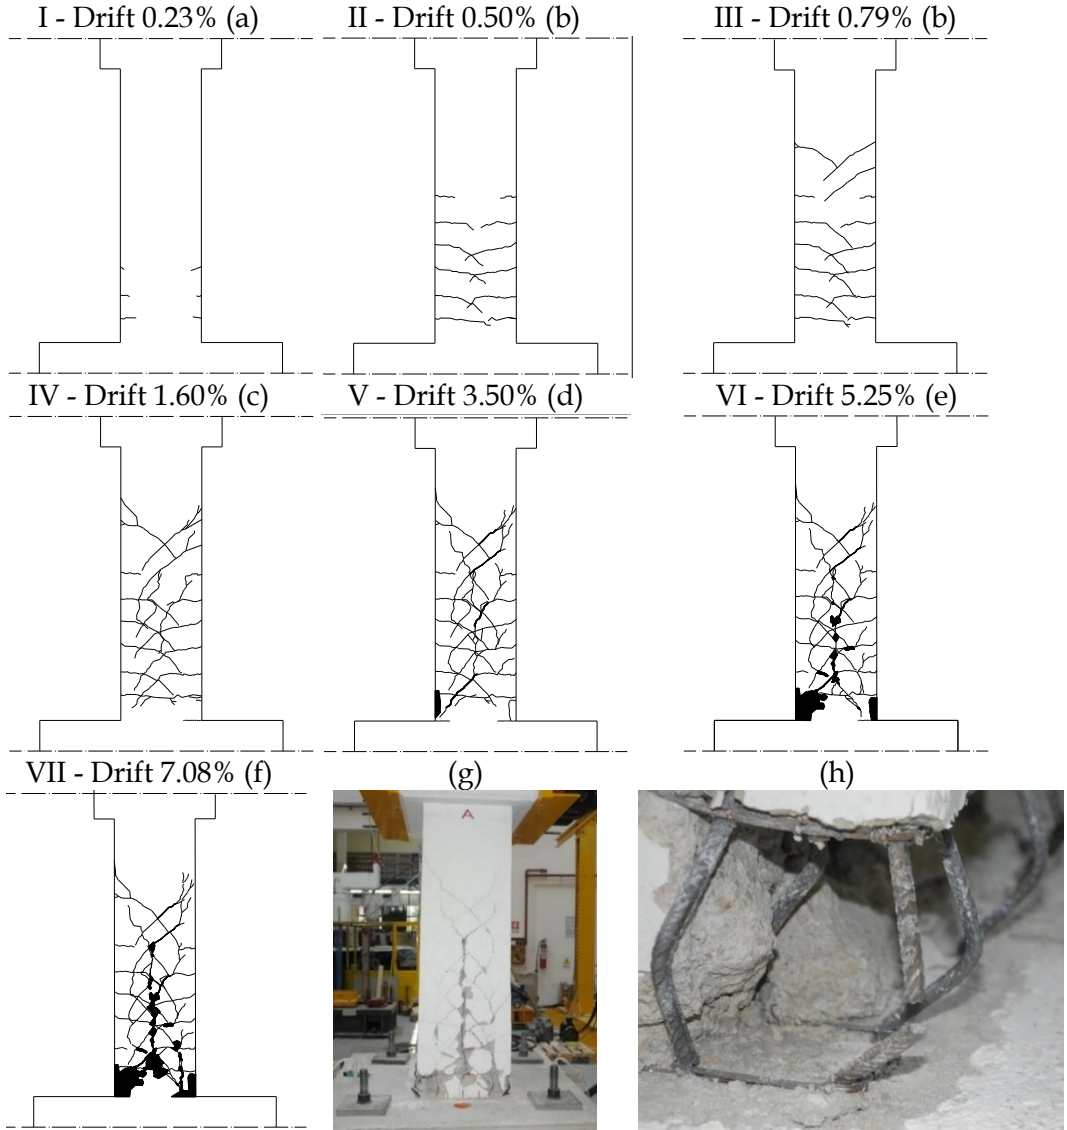 I - Drift 0.23% (a)
II - Drift 0.50% (b)
III - Drift 0.79% (b)
IV - Drift 1.60% (c)
V - Drift 3.50% (d)
VI - Drift 5.25% (e)
VII - Drift 7.08% (f)
(g)
(h)
A